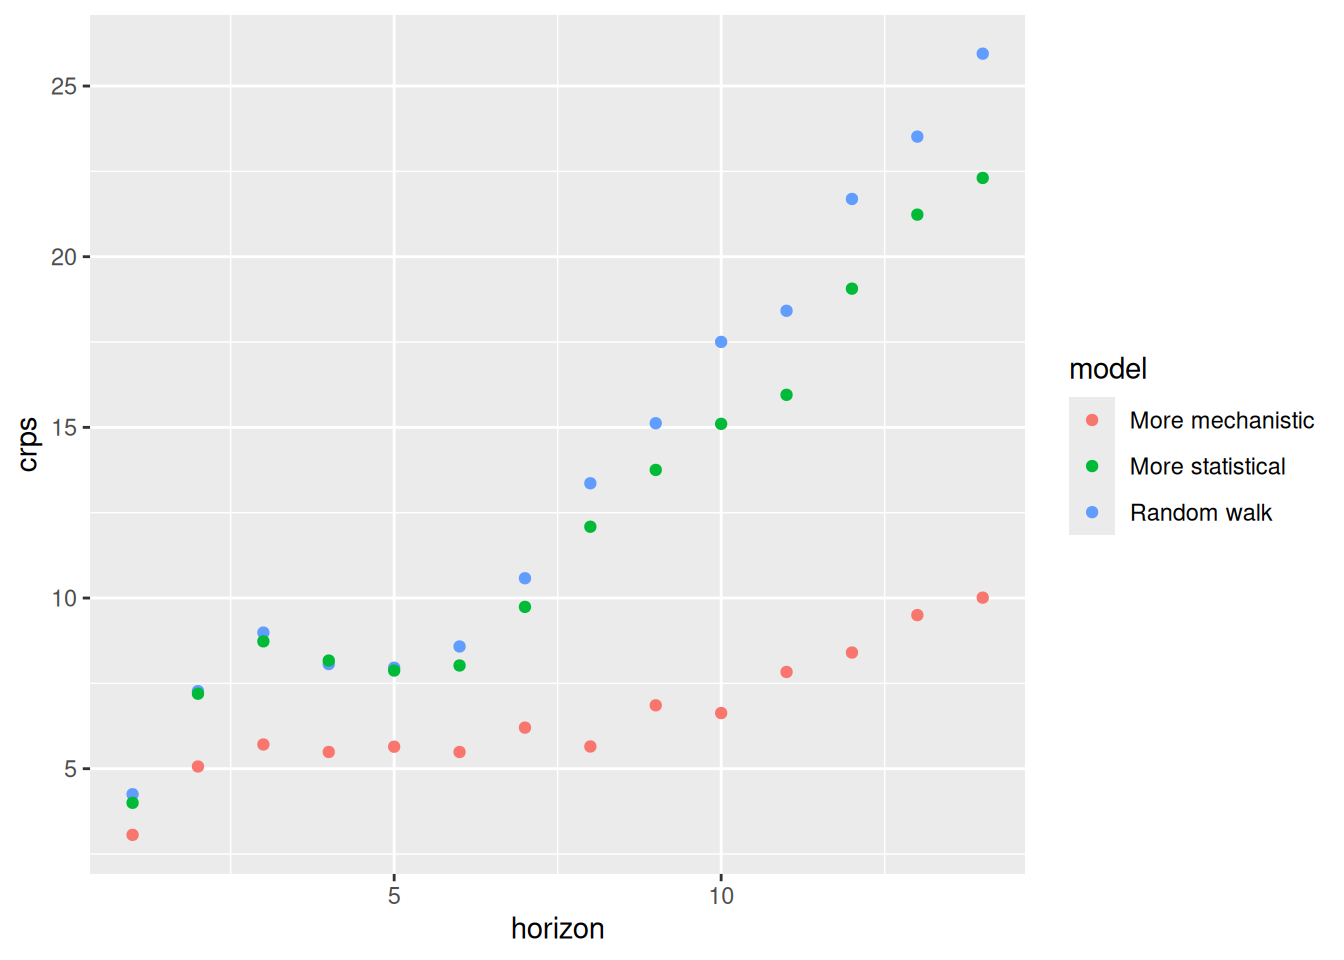 25
20
15
10
5
crps
5 10
horizon
model
More mechanistic
More statistical
Random walk